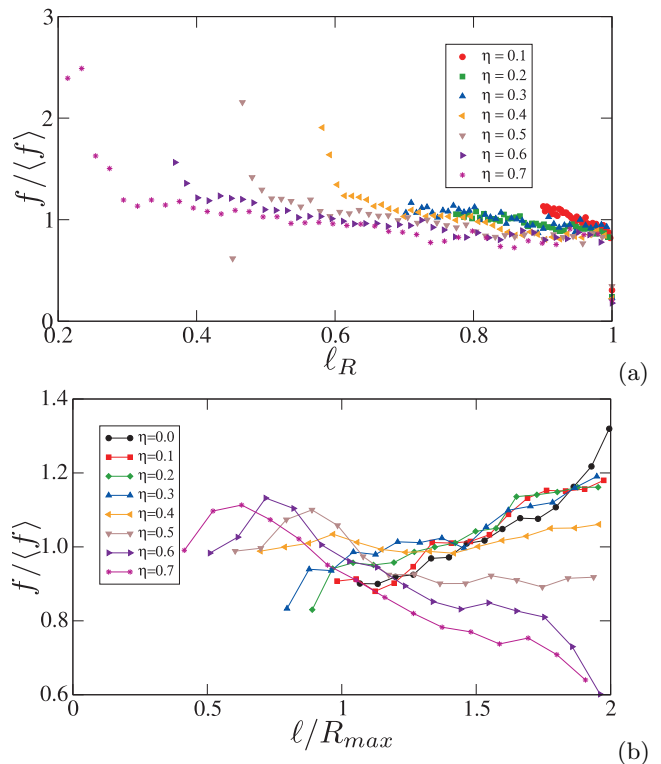 3
2
1
0
f / ⟨f⟩
0.2
0.4
0.6
0.8
1
ℓ_R
η = 0.1
η = 0.2
η = 0.3
η = 0.4
η = 0.5
η = 0.6
η = 0.7
(a)
1.4
1.2
1.0
0.8
0.6
f / ⟨f⟩
0
0.5
1
1.5
2
ℓ/R_max
η=0.0
η=0.1
η=0.2
η=0.3
η=0.4
η=0.5
η=0.6
η=0.7
(b)